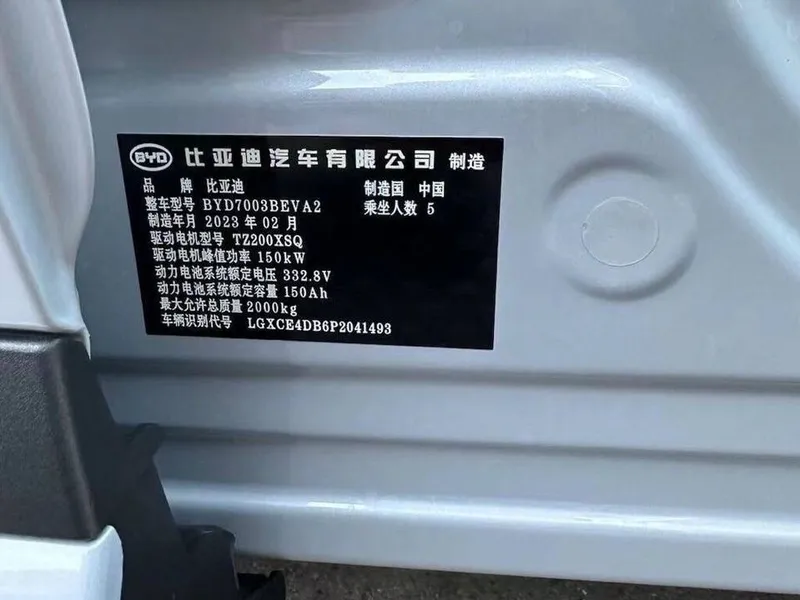 BYD 比亚迪汽车有限公司 制造
品 牌 比亚迪 制造国 中国
整车型号 BYD7003BEVA2 乘坐人数 5
制造年月 2023 年 02 月
驱动电机型号 TZ200XSQ
驱动电机峰值功率 150kW
动力电池系统额定电压 332.8V
动力电池系统额定容量 150Ah
最大允许总质量 2000kg
车辆识别代号 LGXCE4DB6P2041493